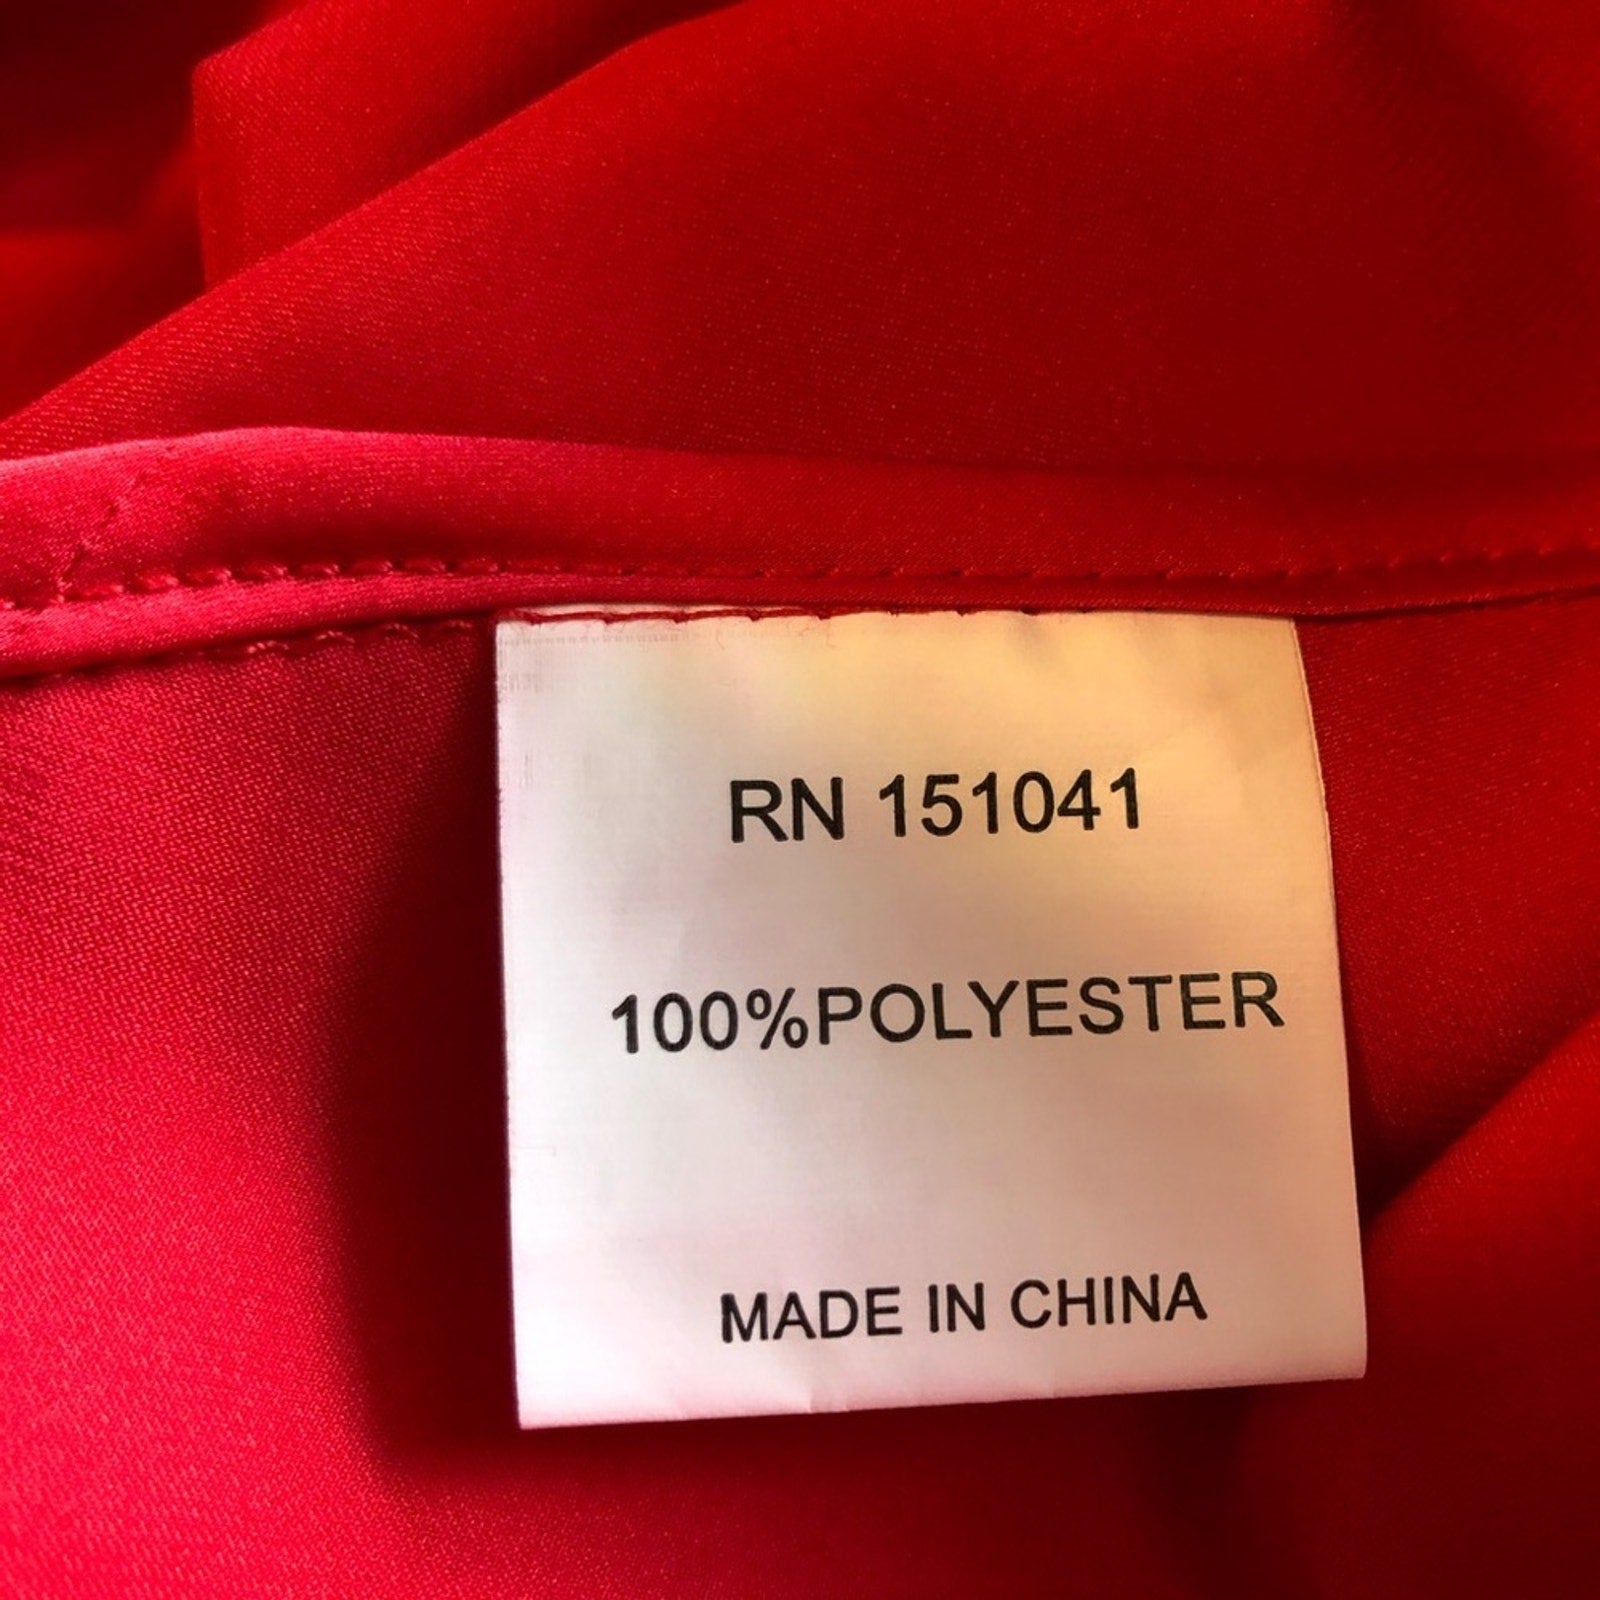 RN 151041
100%POLYESTER
MADE IN CHINA